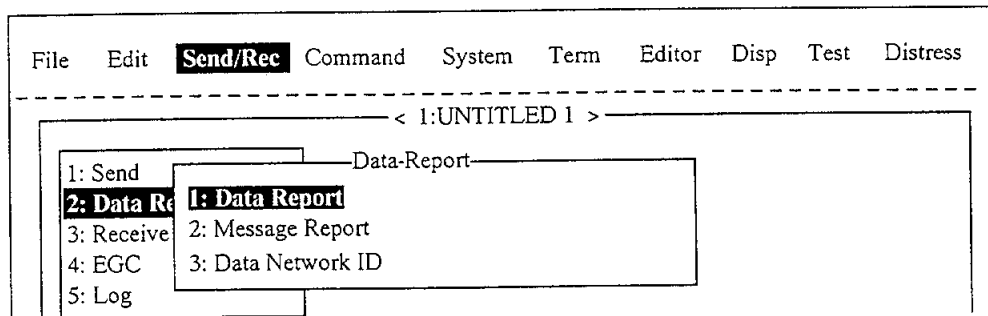 File Edit Send/Rec Command System Term Editor Disp Test Distress
< 1:UNTITLED 1 >
1: Send
2: Data Re
3: Receive
4: EGC
5: Log
Data-Report
1: Data Report
2: Message Report
3: Data Network ID